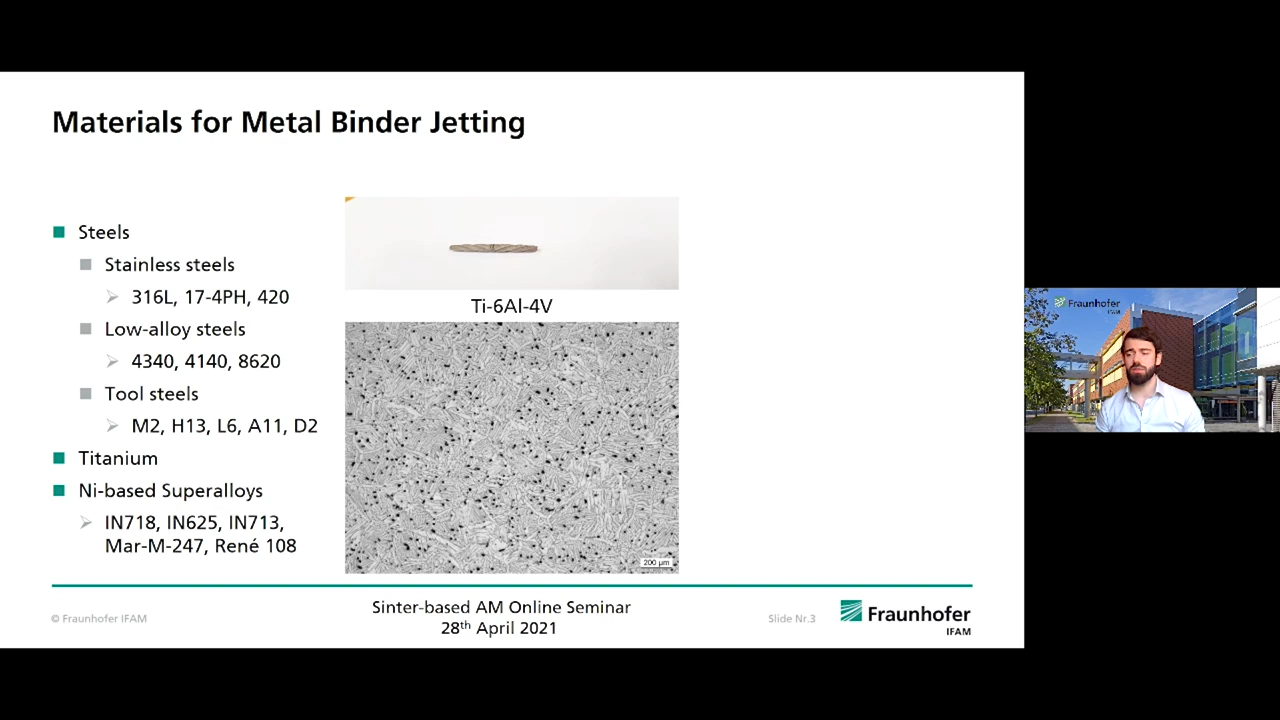 Materials for Metal Binder Jetting
Steels
Stainless steels
316L, 17-4PH, 420
Low-alloy steels
4340, 4140, 8620
Tool steels
M2, H13, L6, A11, D2
Titanium
Ni-based Superalloys
IN718, IN625, IN713,
Mar-M-247, René 108
Ti-6Al-4V
200 µm
© Fraunhofer IFAM
Sinter-based AM Online Seminar
28th April 2021
Slide Nr.3
Fraunhofer
IFAM
Fraunhofer
IFAM